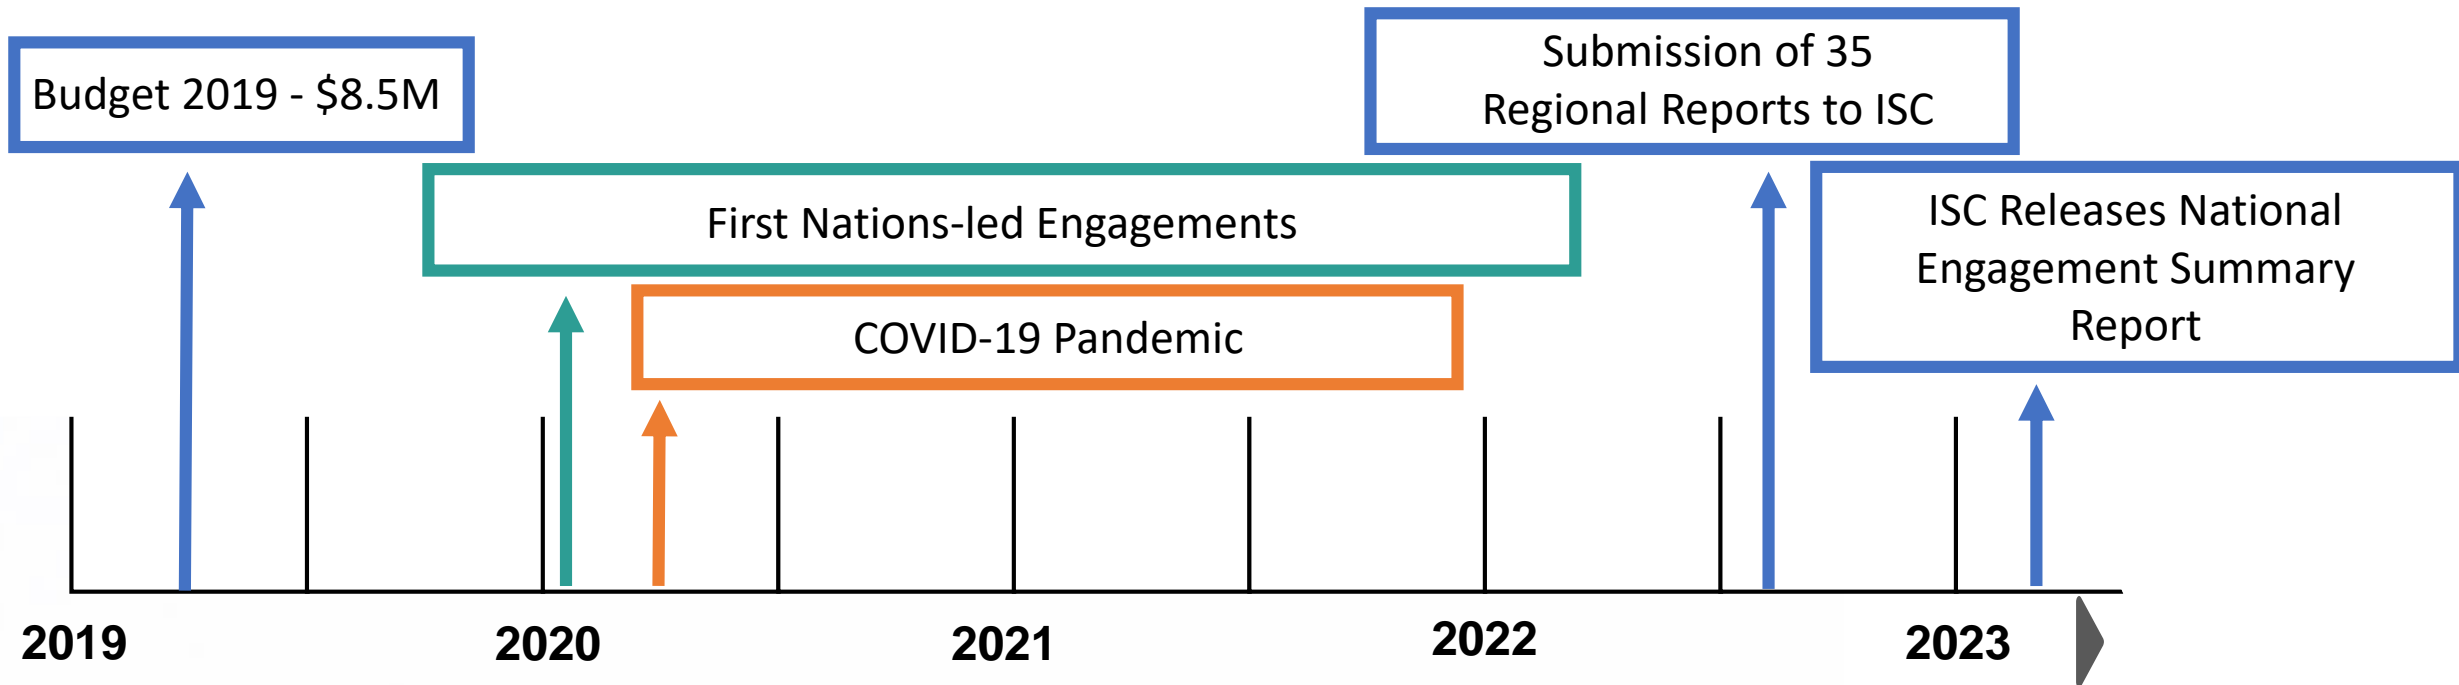 Budget 2019 - $8.5M
Submission of 35
Regional Reports to ISC
First Nations-led Engagements
ISC Releases National
Engagement Summary
Report
COVID-19 Pandemic
2019
2020
2021
2022
2023